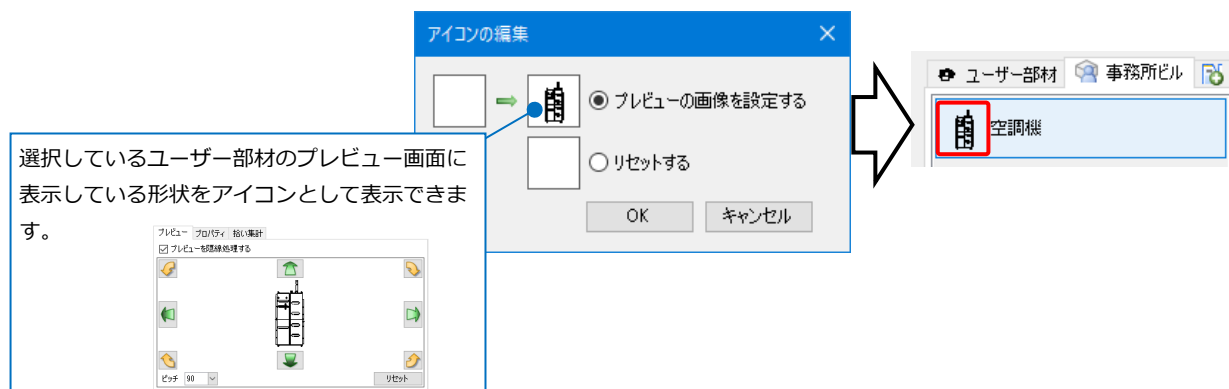 アイコンの編集
プレビューの画像を設定する
リセットする
OK キャンセル
選択しているユーザー部材のプレビュー画面に
表示している形状をアイコンとして表示できま
す。
プレビュー プロパティ 拾い集計
プレビューを隠線処理する
ピッチ 90 リセット
ユーザー部材 事務所ビル
空調機